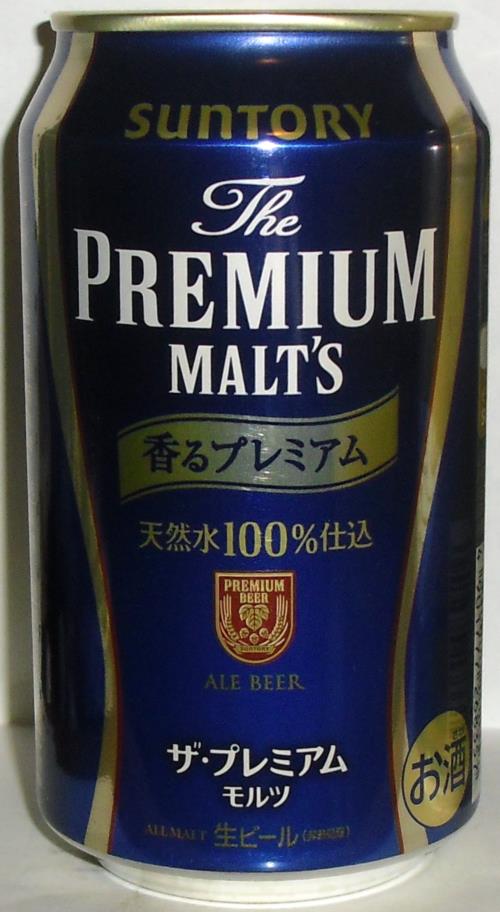 SUNTORY
The
PREMIUM
MALT'S
香るプレミアム
天然水100%仕込
PREMIUM
BEER
SUNTORY
ALE BEER
ザ・プレミアム
モルツ
お酒
ALL MALT 生ビール